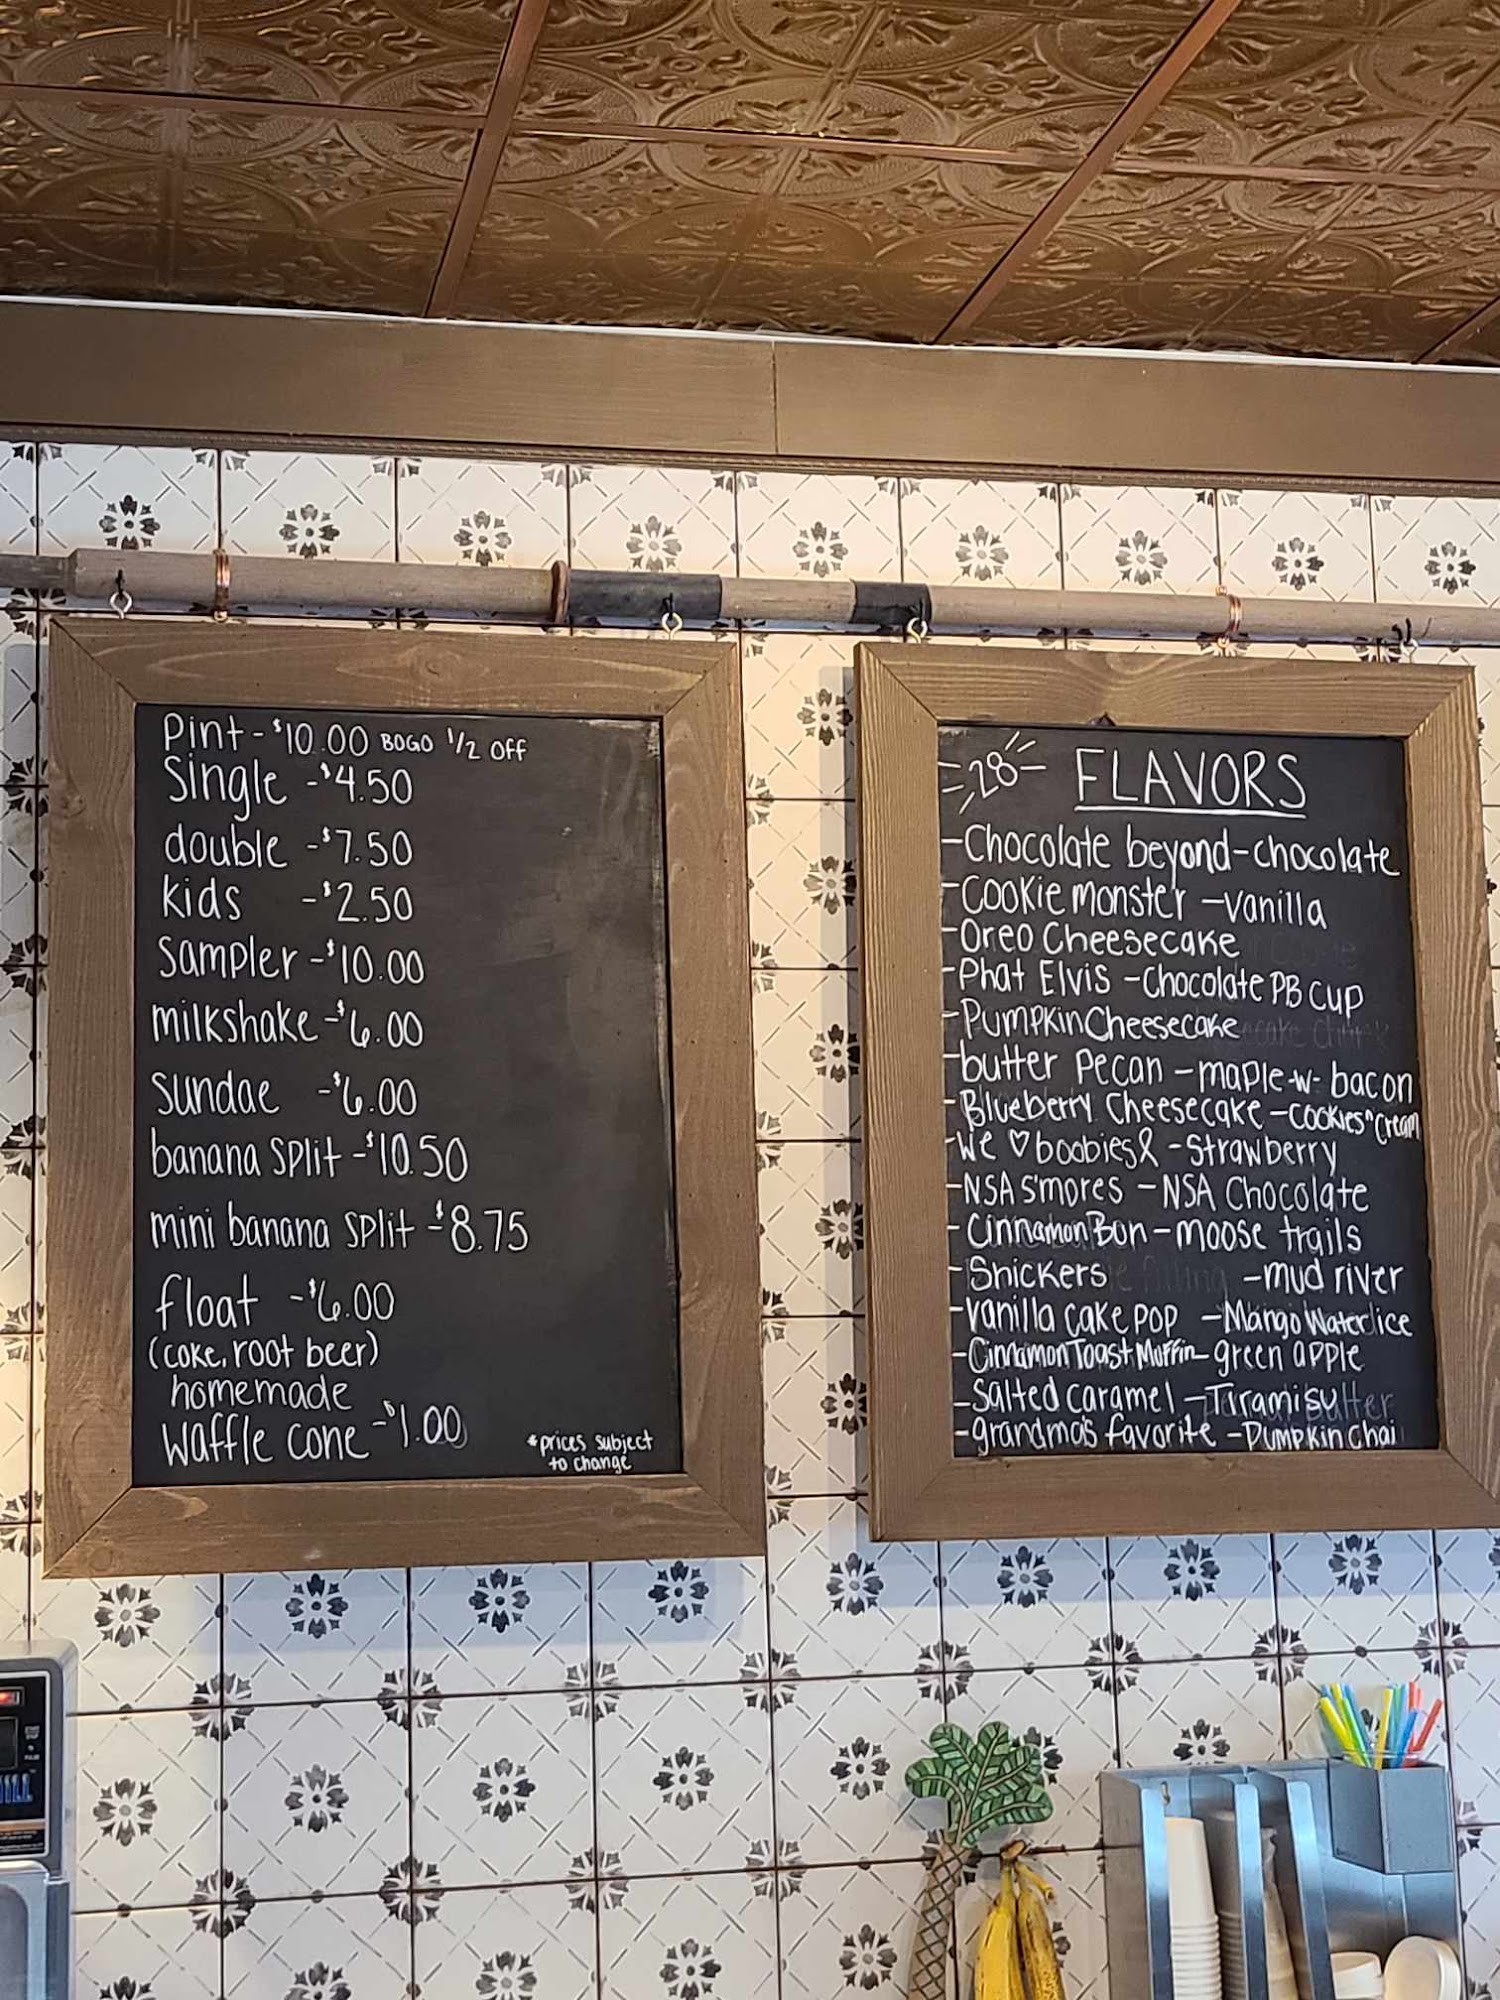 Pint - $10.00 BOGO 1/2 OFF
Single - $4.50
double - $7.50
kids - $2.50
Sampler - $10.00
milkshake - $6.00
Sundae - $6.00
banana split - $10.50
mini banana split - $8.75
float - $6.00
(coke, root beer)
homemade
waffle cone - $1.00
*prices subject
to change
28 FLAVORS
- Chocolate beyond - chocolate
- Cookie monster - vanilla
- Oreo Cheesecake
- Phat Elvis - Chocolate PB Cup
- Pumpkin Cheesecake
- butter pecan - maple-w- bacon
- Blueberry Cheesecake - cookies n cream
- we ♡ boobies & - Strawberry
- NSA S'mores - NSA Chocolate
- Cinnamon Bun - moose trails
- Snickers - mud river
- vanilla cake pop - Mango Water ice
- Cinnamon Toast Muffin - green apple
- Salted caramel - Tiramisu
- grandma's favorite - Pumpkin Chai